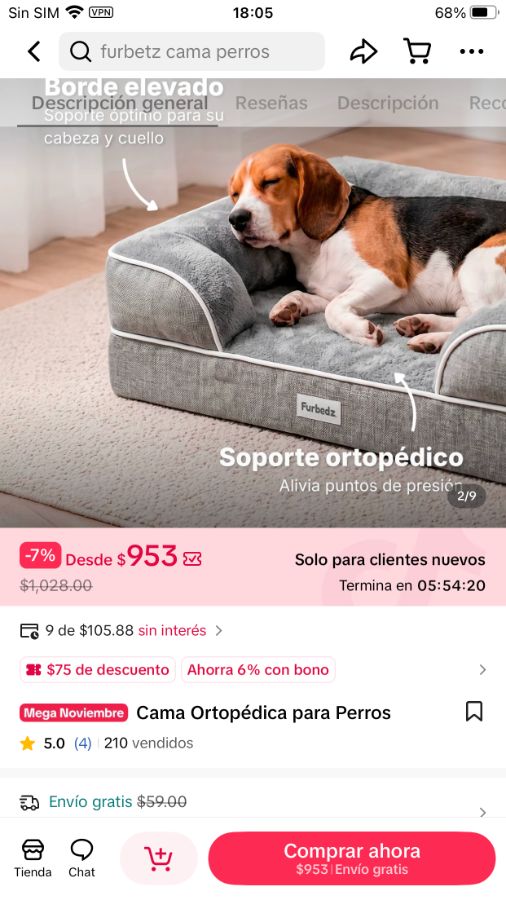 Sin SIM VPN 18:05 68%
furbetz cama perros
Borde elevado
Descripción general Reseñas Descripción Reco
Soporte óptimo para su
cabeza y cuello
Furbedz
Soporte ortopédico
Alivia puntos de presión
2/9
-7% Desde $953 Solo para clientes nuevos
$1,028.00 Termina en 05:54:20
9 de $105.88 sin interés
$75 de descuento Ahorra 6% con bono
Mega Noviembre Cama Ortopédica para Perros
5.0 (4) 210 vendidos
Envío gratis $59.00
Tienda Chat Comprar ahora
$953 Envío gratis